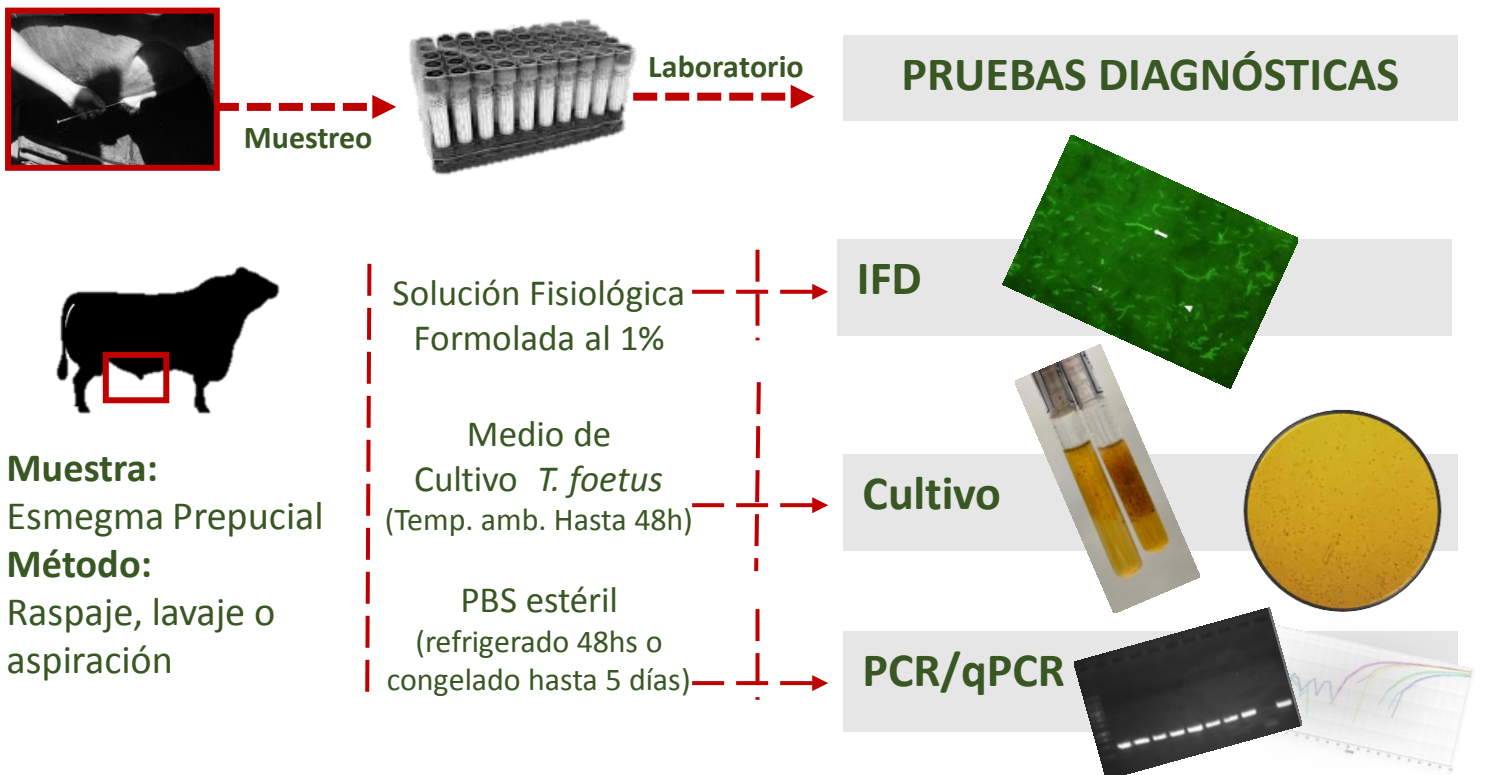 Muestreo
Laboratorio
PRUEBAS DIAGNÓSTICAS
Muestra:
Esmegma Prepucial
Método:
Raspaje, lavaje o
aspiración
Solución Fisiológica
Formolada al 1%
IFD
Medio de
Cultivo T. foetus
(Temp. amb. Hasta 48h)
Cultivo
PBS estéril
(refrigerado 48hs o
congelado hasta 5 días)
PCR/qPCR